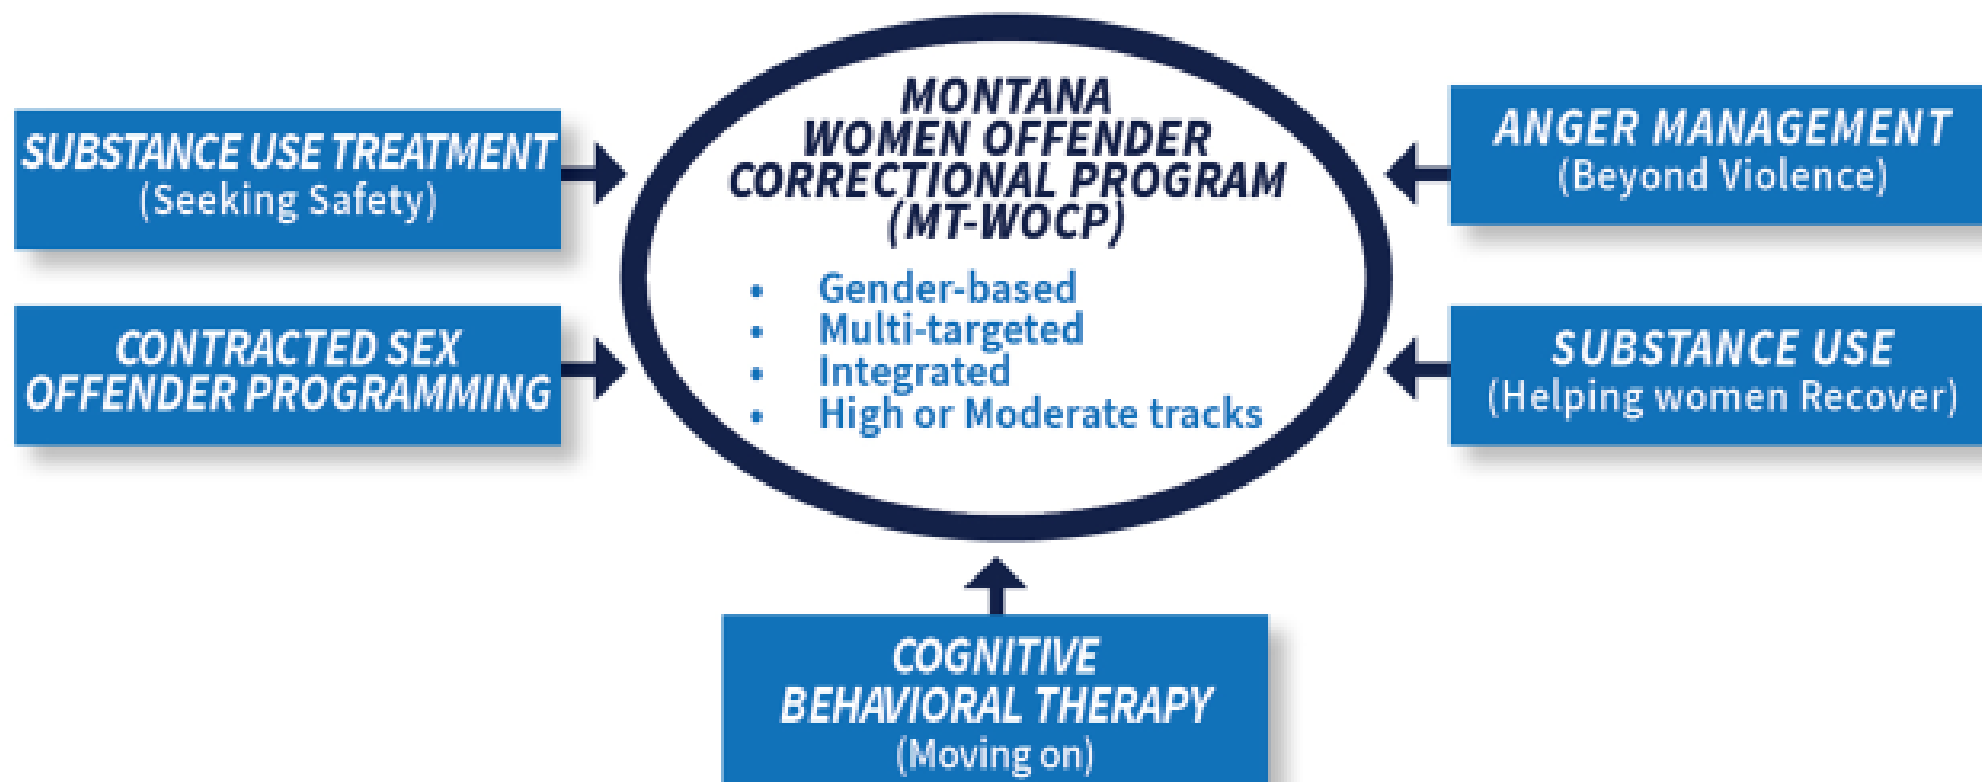 MONTANA
WOMEN OFFENDER
CORRECTIONAL PROGRAM
(MT-WOCP)
• Gender-based
• Multi-targeted
• Integrated
• High or Moderate tracks
SUBSTANCE USE TREATMENT
(Seeking Safety)
CONTRACTED SEX
OFFENDER PROGRAMMING
ANGER MANAGEMENT
(Beyond Violence)
SUBSTANCE USE
(Helping women Recover)
COGNITIVE
BEHAVIORAL THERAPY
(Moving on)